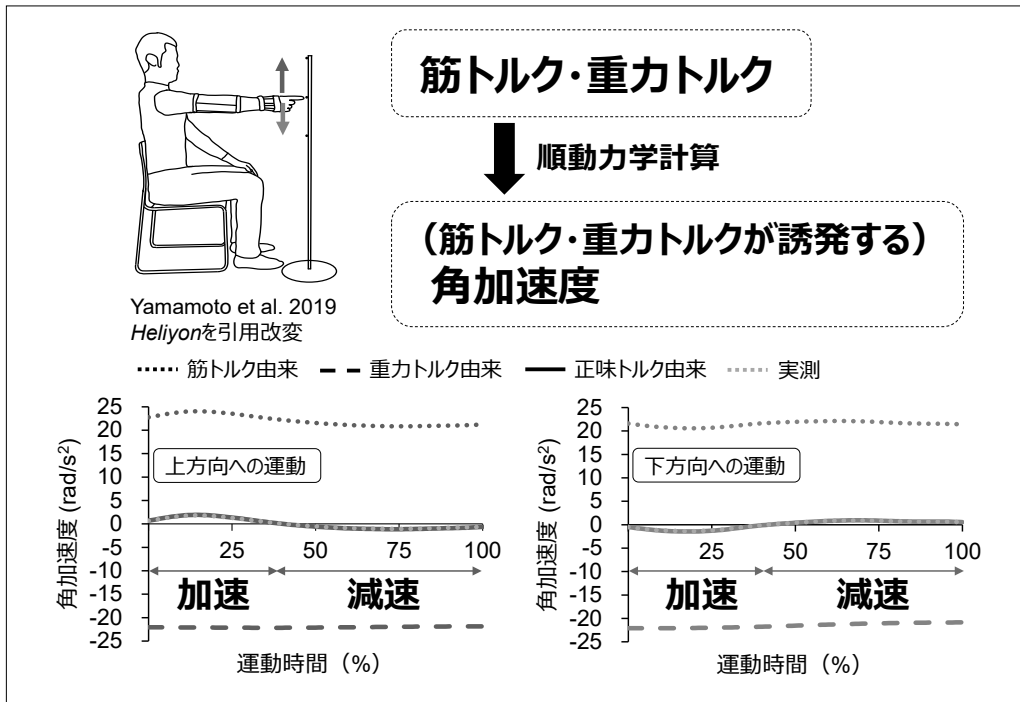 筋トルク・重力トルク
順動力学計算
（筋トルク・重力トルクが誘発する）
角加速度
Yamamoto et al. 2019
Heliyonを引用改変
筋トルク由来 重力トルク由来 正味トルク由来 実測
角加速度 (rad/s²)
25
20
15
10
5
0
-5
-10
-15
-20
-25
上方向への運動
25 50 75 100
加速 減速
運動時間（%）
角加速度 (rad/s²)
25
20
15
10
5
0
-5
-10
-15
-20
-25
下方向への運動
25 50 75 100
加速 減速
運動時間（%）